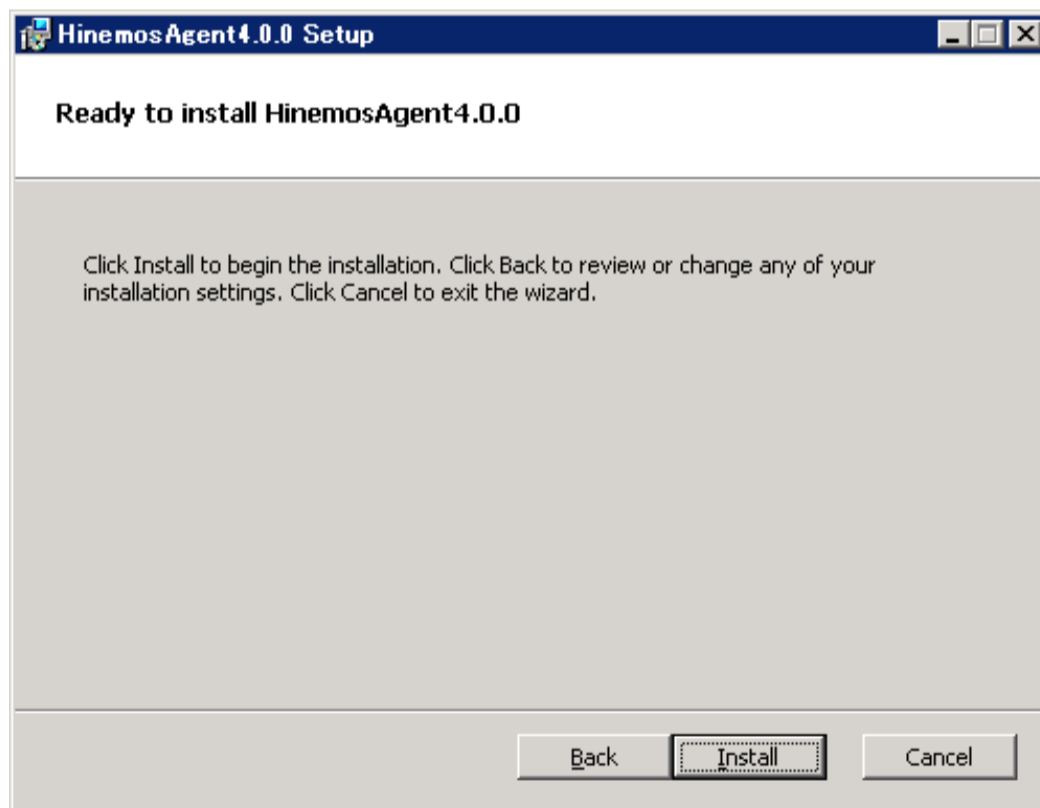 HinemosAgent4.0.0 Setup
Ready to install HinemosAgent4.0.0
Click Install to begin the installation. Click Back to review or change any of your
installation settings. Click Cancel to exit the wizard.
Back Install Cancel